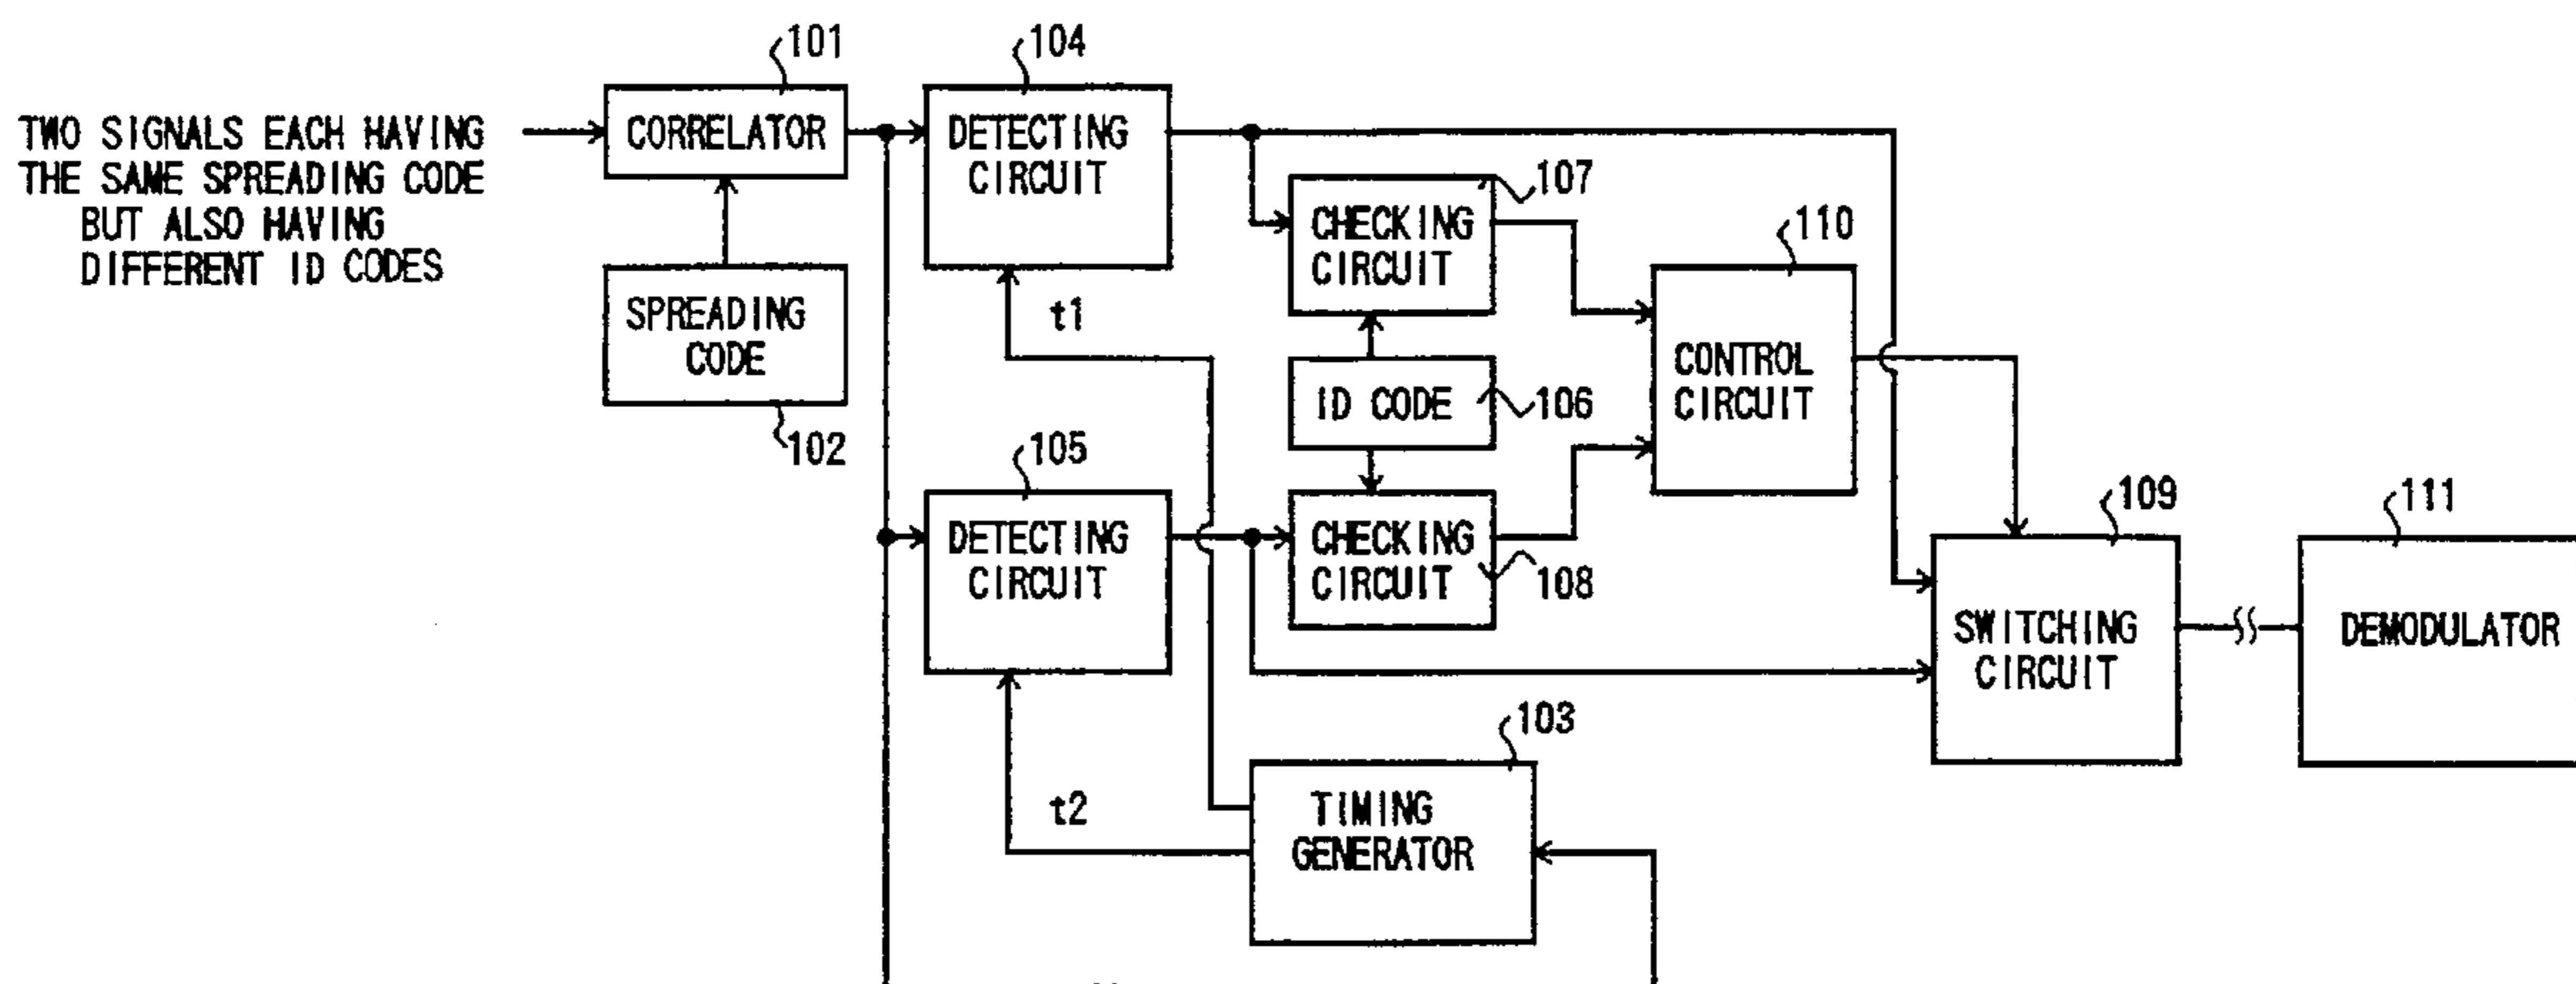 101
104
TWO SIGNALS EACH HAVING
THE SAME SPREADING CODE
BUT ALSO HAVING
DIFFERENT ID CODES
CORRELATOR
DETECTING
CIRCUIT
107
CHECKING
CIRCUIT
110
SPREADING
CODE
t1
CONTROL
CIRCUIT
ID CODE
106
102
105
109
111
DETECTING
CIRCUIT
CHECKING
CIRCUIT
108
SWITCHING
CIRCUIT
DEMODULATOR
103
t2
TIMING
GENERATOR